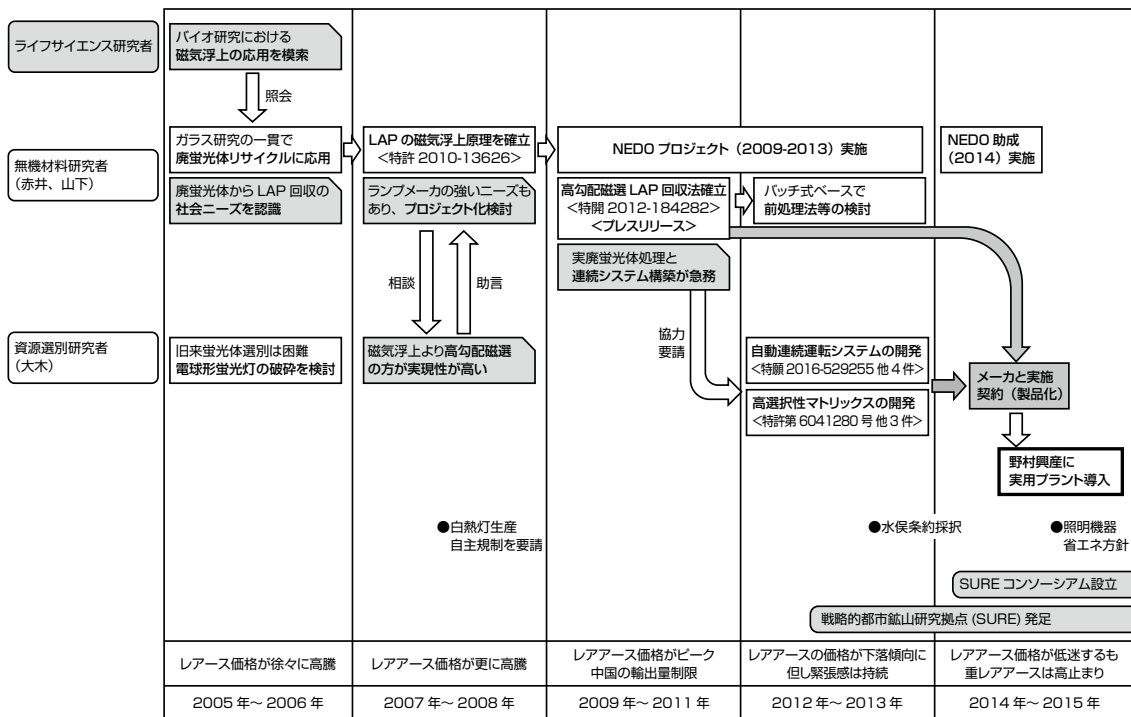 ライフサイエンス研究者
バイオ研究における
磁気浮上の応用を模索
照会
無機材料研究者
(赤井、山下)
ガラス研究の一貫で
廃蛍光体リサイクルに応用
LAP の磁気浮上原理を確立
<特許 2010-13626>
NEDO プロジェクト(2009-2013)実施
NEDO 助成
(2014)実施
廃蛍光体から LAP 回収の
社会ニーズを認識
ランプメーカの強いニーズも
あり、プロジェクト化検討
高勾配磁選 LAP 回収法確立
<特開 2012-184282>
<プレスリリース>
バッチ式ベースで
前処理法等の検討
実廃蛍光体処理と
連続システム構築が急務
相談
助言
協力
要請
資源選別研究者
(大木)
旧来蛍光体選別は困難
電球形蛍光灯の破砕を検討
磁気浮上より高勾配磁選
の方が実現性が高い
自動連続運転システムの開発
<特願 2016-529255 他 4 件>
高選択性マトリックスの開発
<特許第 6041280 号 他 3 件>
メーカと実施
契約(製品化)
野村興産に
実用プラント導入
●白熱灯生産
自主規制を要請
●水俣条約採択
●照明機器
省エネ方針
SURE コンソーシアム設立
戦略的都市鉱山研究拠点 (SURE) 発足
レアース価格が徐々に高騰
レアアース価格が更に高騰
レアアース価格がピーク
中国の輸出量制限
レアアースの価格が下落傾向に
但し緊張感は持続
レアアース価格が低迷するも
重レアアースは高止まり
2005 年~ 2006 年
2007 年~ 2008 年
2009 年~ 2011 年
2012 年~ 2013 年
2014 年~ 2015 年